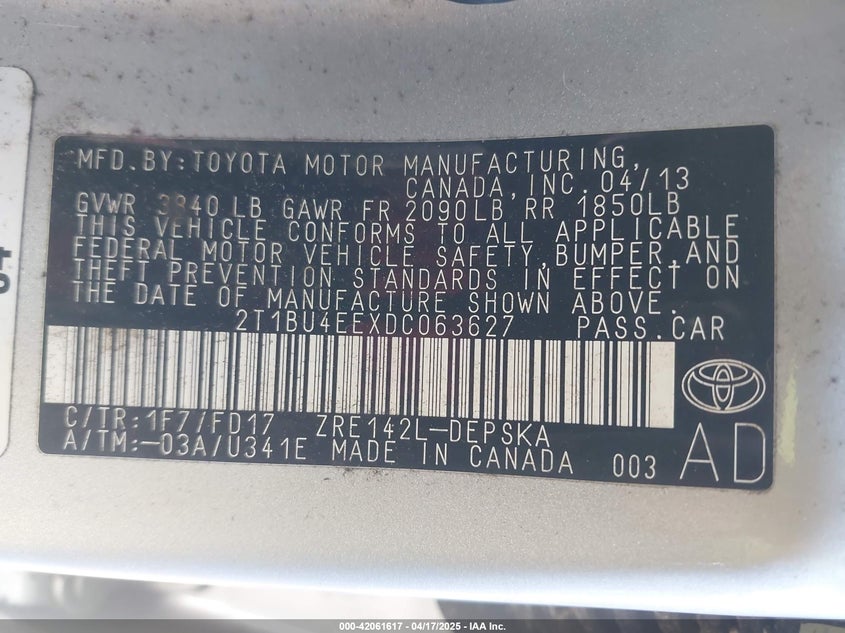 MFD.BY:TOYOTA MOTOR MANUFACTURING,
CANADA,INC. 04/13
GVWR 3840 LB GAWR FR 2090LB RR 1850LB
THIS VEHICLE CONFORMS TO ALL APPLICABLE
FEDERAL MOTOR VEHICLE SAFETY,BUMPER,AND
THEFT PREVENTION STANDARDS IN EFFECT ON
THE DATE OF MANUFACTURE SHOWN ABOVE.
2T1BU4EEXDC063627 PASS.CAR
C/TR:1F7/FD17 ZRE142L-DEPSKA
A/TM:-03A/U341E MADE IN CANADA 003 AD
000-42061617 - 04/17/2025 - IAA Inc.